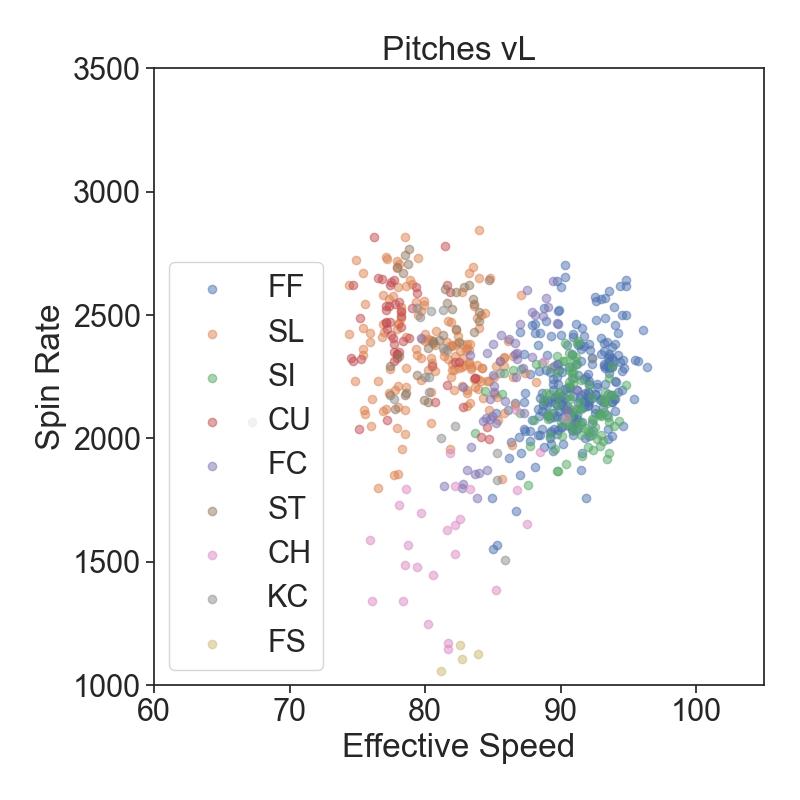 Pitches vL
3500
3000
2500
2000
1500
1000
Spin Rate
FF
SL
SI
CU
FC
ST
CH
KC
FS
60 70 80 90 100
Effective Speed